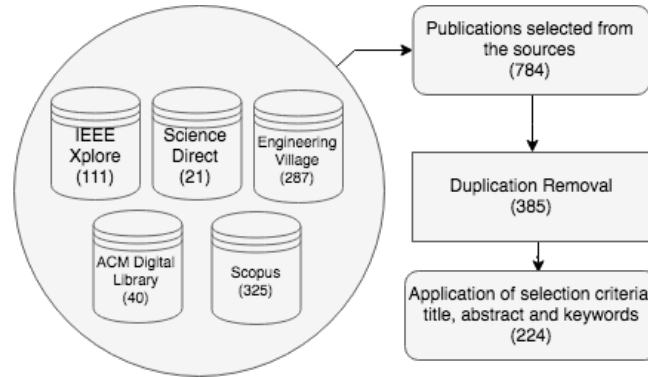 Publications selected from
the sources
(784)
IEEE
Xplore
(111)
Science
Direct
(21)
Engineering
Village
(287)
ACM Digital
Library
(40)
Scopus
(325)
Duplication Removal
(385)
Application of selection criteria
title, abstract and keywords
(224)